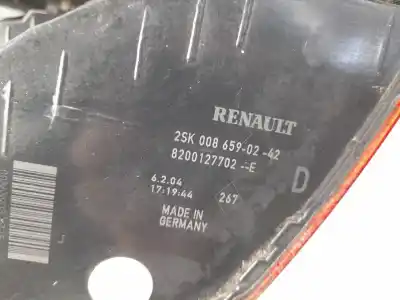 RENAULT
2SK 008 659-02-42
8200127702--E
D
6.2.04
17:19:44 267
MADE IN
GERMANY